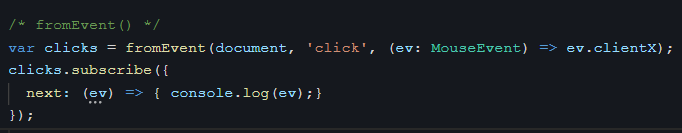 /* fromEvent() */
var clicks = fromEvent(document, 'click', (ev: MouseEvent) => ev.clientX);
clicks.subscribe({
  next: (ev) => { console.log(ev);}
});